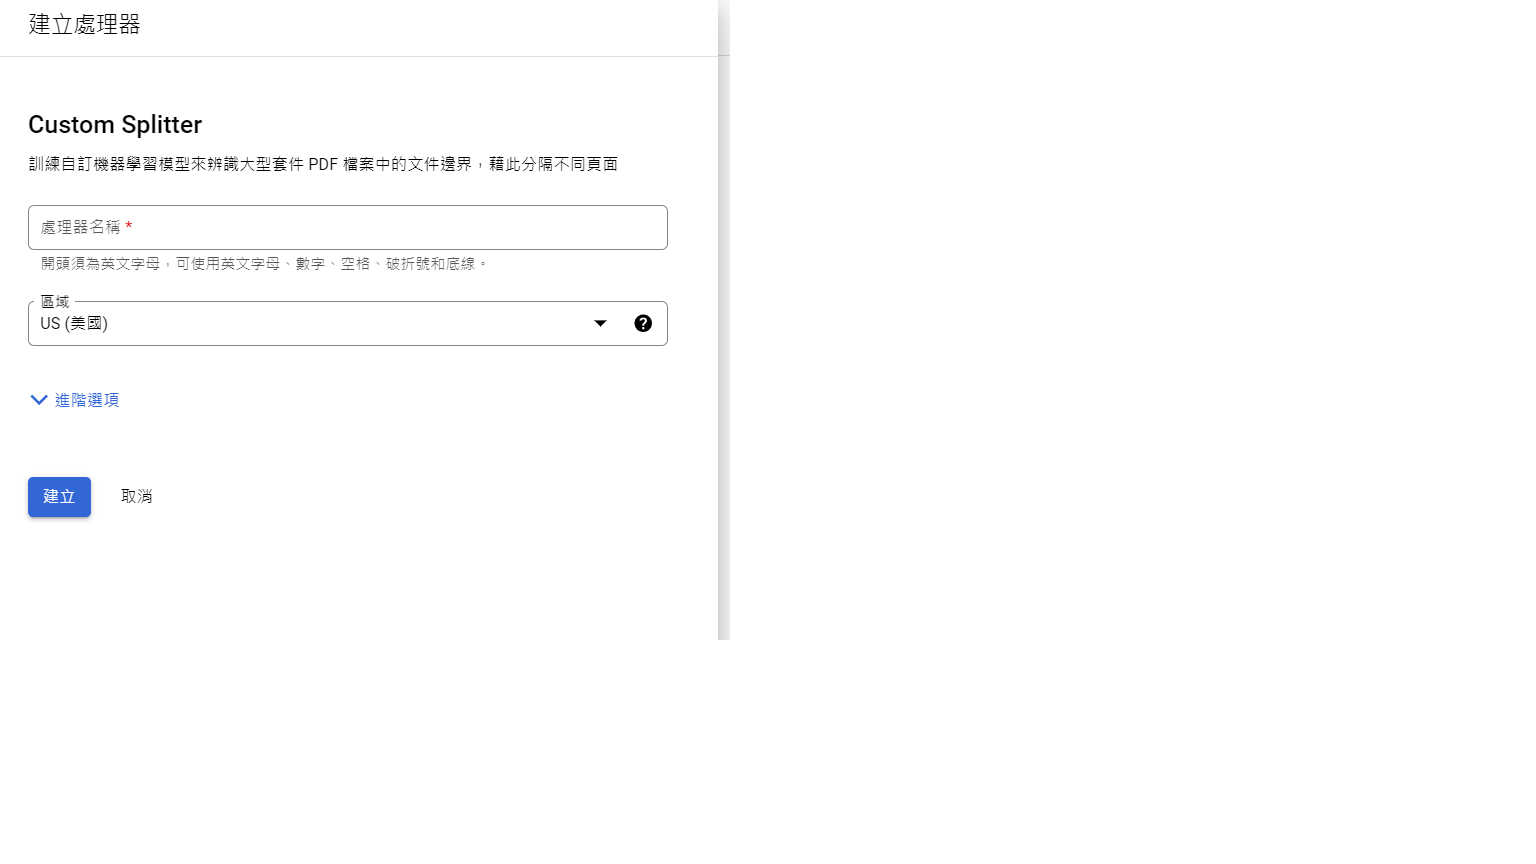 建立處理器
Custom Splitter
訓練自訂機器學習模型來辨識大型套件 PDF 檔案中的文件邊界，藉此分隔不同頁面
處理器名稱 *
開頭須為英文字母，可使用英文字母、數字、空格、破折號和底線。
區域
US (美國)
進階選項
建立 取消